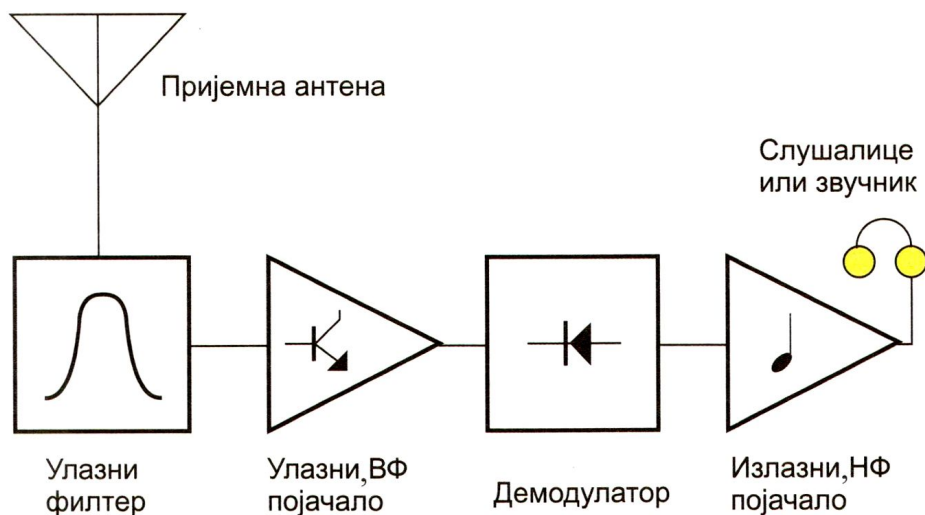 Пријемна антена
Слушалице
или звучник
Улазни
филтер
Улазни,ВФ
појачало
Демодулатор
Излазни,НФ
појачало